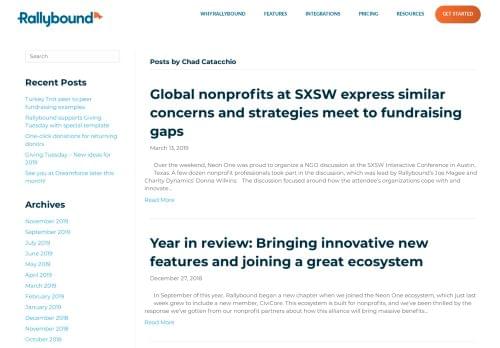 Rallybound
WHY RALLYBOUND
FEATURES
INTEGRATIONS
PRICING
RESOURCES
GET STARTED
Search
Recent Posts
Turkey Trot peer to peer
fundraising examples
Rallybound supports Giving
Tuesday with special template
One-click donations for returning
donors
Giving Tuesday – New ideas for
2019
See you at Dreamforce later this
month!
Archives
November 2019
September 2019
July 2019
June 2019
May 2019
April 2019
March 2019
February 2019
January 2019
December 2018
November 2018
October 2018
Posts by Chad Catacchio
Global nonprofits at SXSW express similar
concerns and strategies meet to fundraising
gaps
March 13, 2019
Over the weekend, Neon One was proud to organize a NGO discussion at the SXSW Interactive Conference in Austin,
Texas. A few dozen nonprofit professionals took part in the discussion, which was lead by Rallybound's Joe Magee and
Charity Dynamics' Donna Wilkins. The discussion focused around how the attendee's organizations cope with and
innovate...
Read More
Year in review: Bringing innovative new
features and joining a great ecosystem
December 27, 2018
In September of this year, Rallybound began a new chapter when we joined the Neon One ecosystem, which just last
week grew to include a new member, CiviCore. This ecosystem is built for nonprofits, and we've been thrilled by the
response we've gotten from our nonprofit partners about how this alliance will bring massive benefits...
Read More